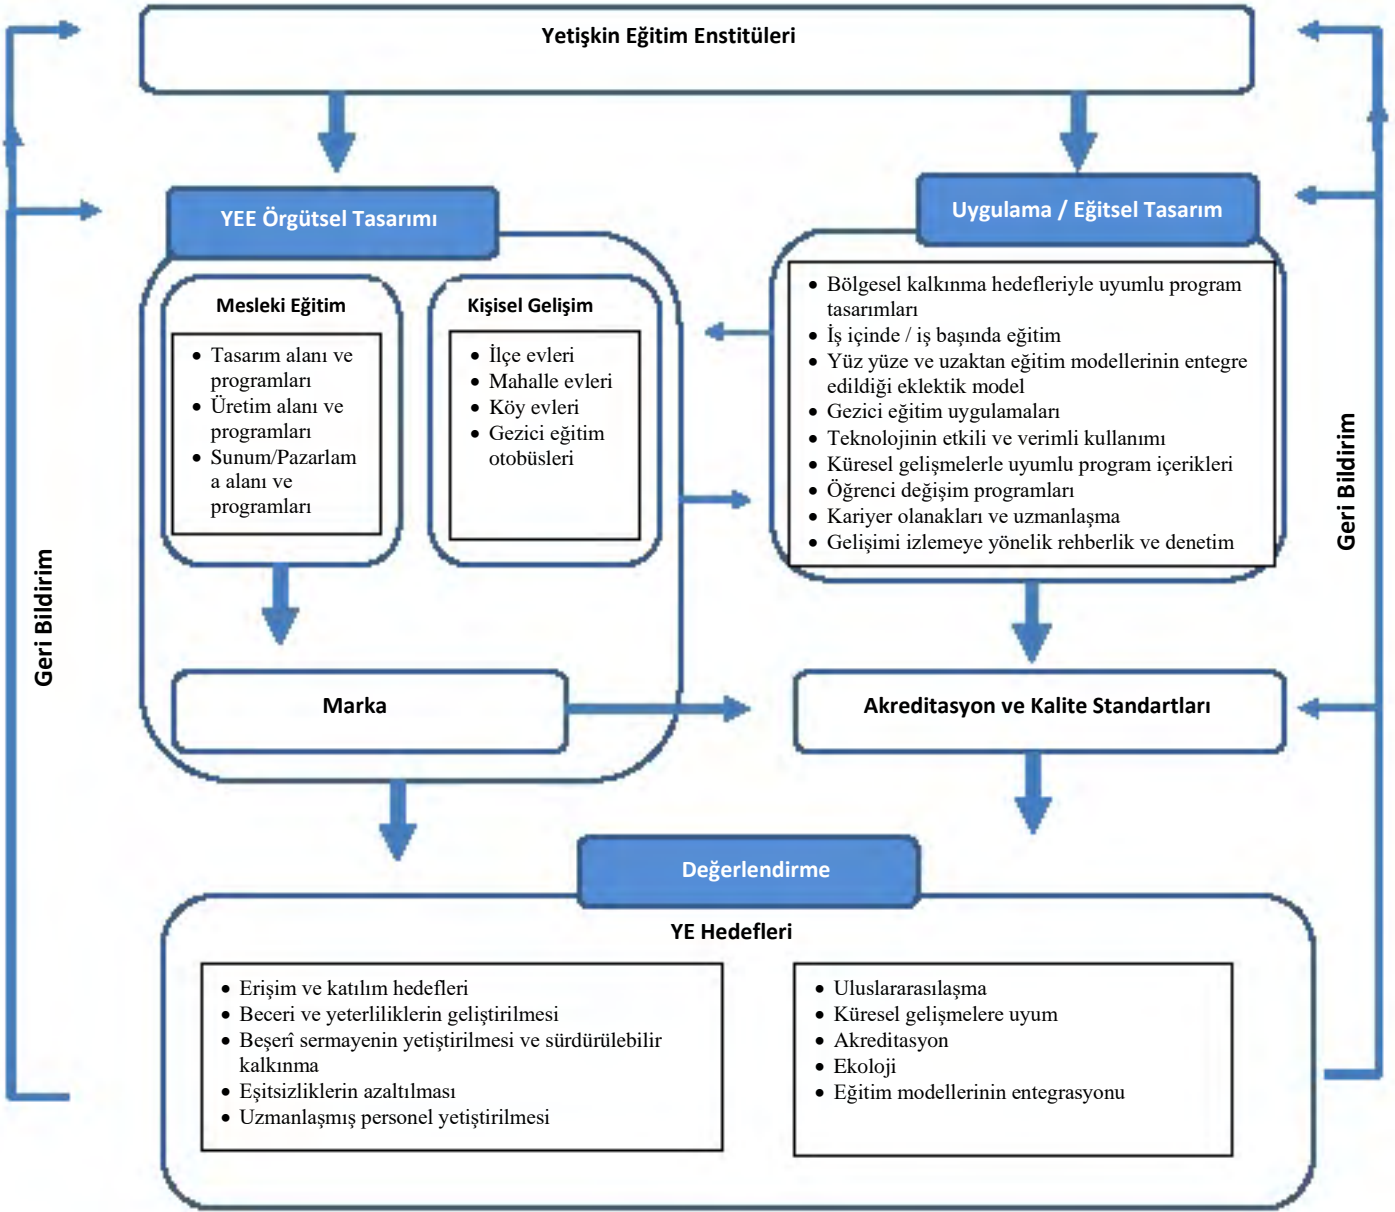 Yetişkin Eğitim Enstitüleri
YEE Örgütsel Tasarımı
Uygulama / Eğitsel Tasarım
Mesleki Eğitim
• Tasarım alanı ve
programları
• Üretim alanı ve
programları
• Sunum/Pazarlam
a alanı ve
programları
Kişisel Gelişim
• İlçe evleri
• Mahalle evleri
• Köy evleri
• Gezici eğitim
otobüsleri
• Bölgesel kalkınma hedefleriyle uyumlu program
tasarımları
• İş içinde / iş başında eğitim
• Yüz yüze ve uzaktan eğitim modellerinin entegre
edildiği eklektik model
• Gezici eğitim uygulamaları
• Teknolojinin etkili ve verimli kullanımı
• Küresel gelişmelerle uyumlu program içerikleri
• Öğrenci değişim programları
• Kariyer olanakları ve uzmanlaşma
• Gelişimi izlemeye yönelik rehberlik ve denetim
Geri Bildirim
Geri Bildirim
Marka
Akreditasyon ve Kalite Standartları
Değerlendirme
YE Hedefleri
• Erişim ve katılım hedefleri
• Beceri ve yeterliliklerin geliştirilmesi
• Beşerî sermayenin yetiştirilmesi ve sürdürülebilir
kalkınma
• Eşitsizliklerin azaltılması
• Uzmanlaşmış personel yetiştirilmesi
• Uluslararasılaşma
• Küresel gelişmelere uyum
• Akreditasyon
• Ekoloji
• Eğitim modellerinin entegrasyonu